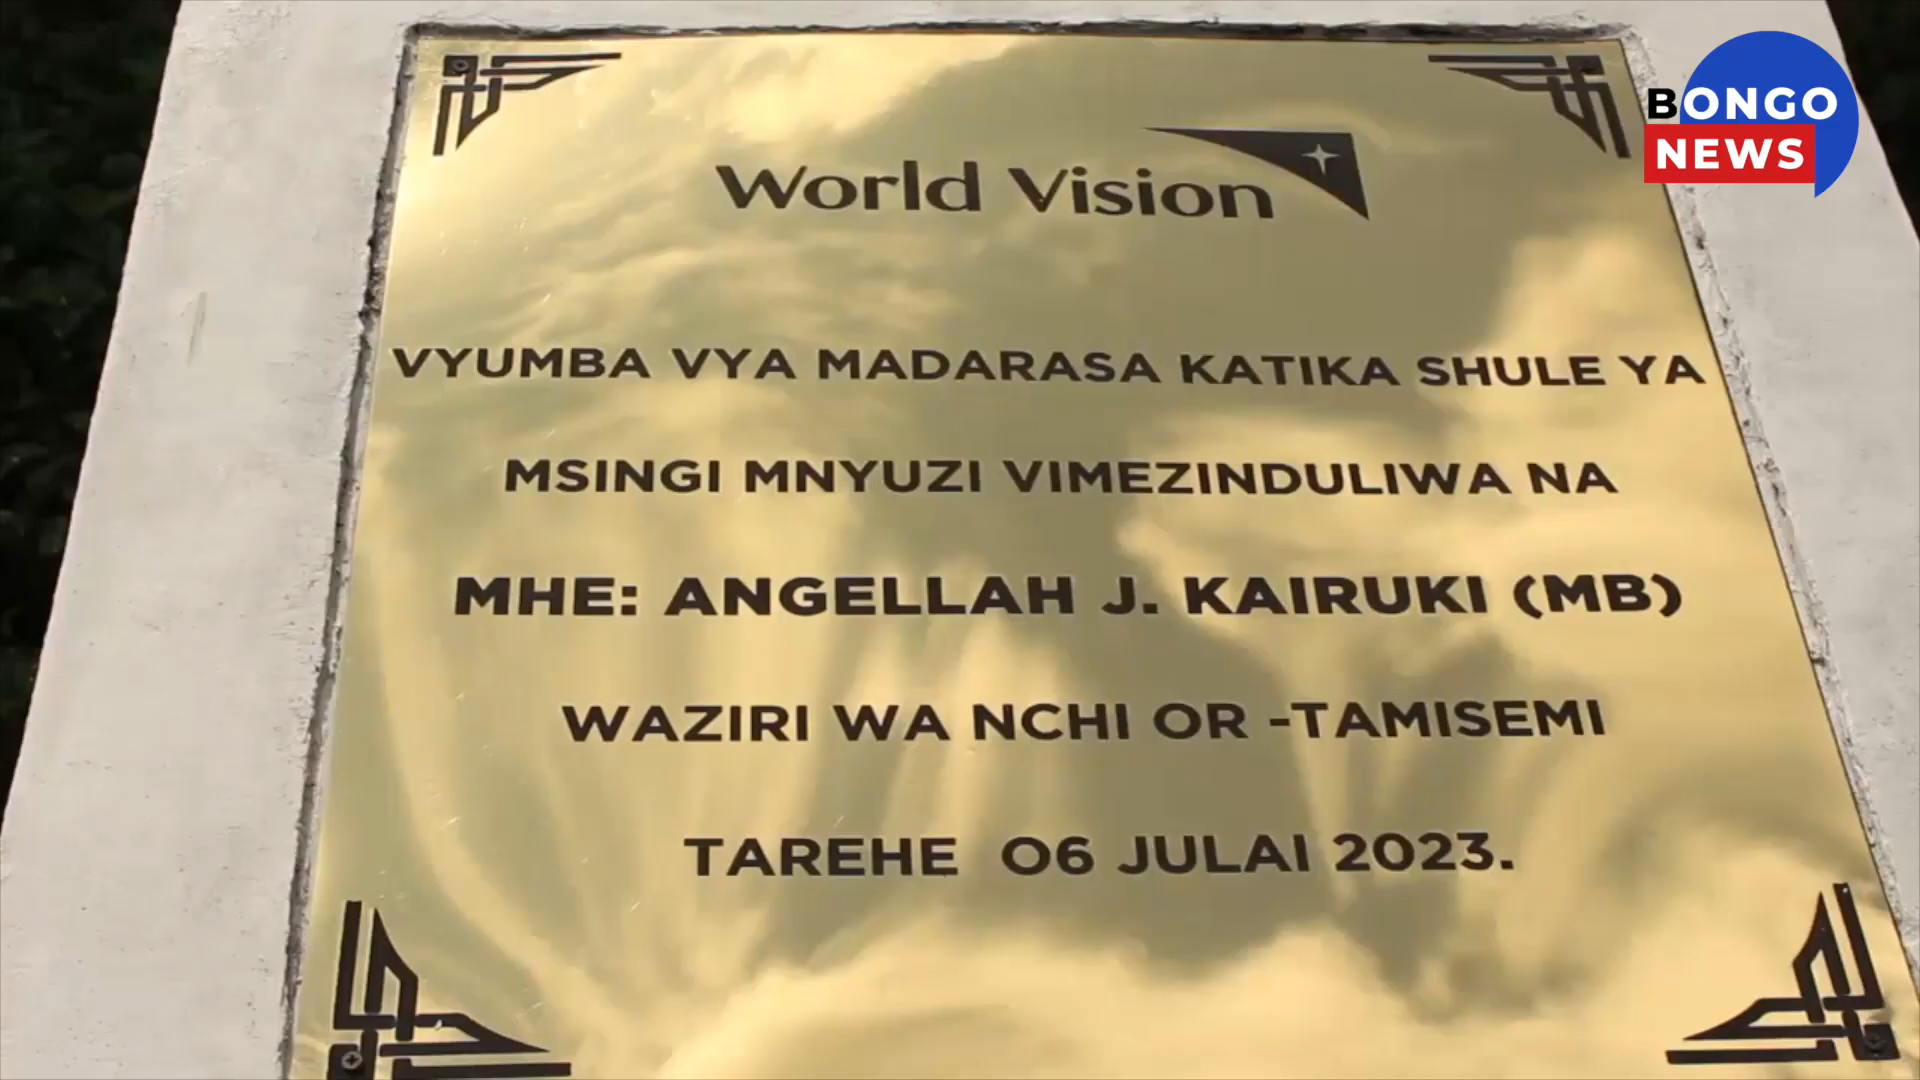 BONGO
NEWS
World Vision
VYUMBA VYA MADARASA KATIKA SHULE YA
MSINGI MNYUZI VIMEZINDULIWA NA
MHE: ANGELLAH J. KAIRUKI (MB)
WAZIRI WA NCHI OR -TAMISEMI
TAREHE 06 JULAI 2023.